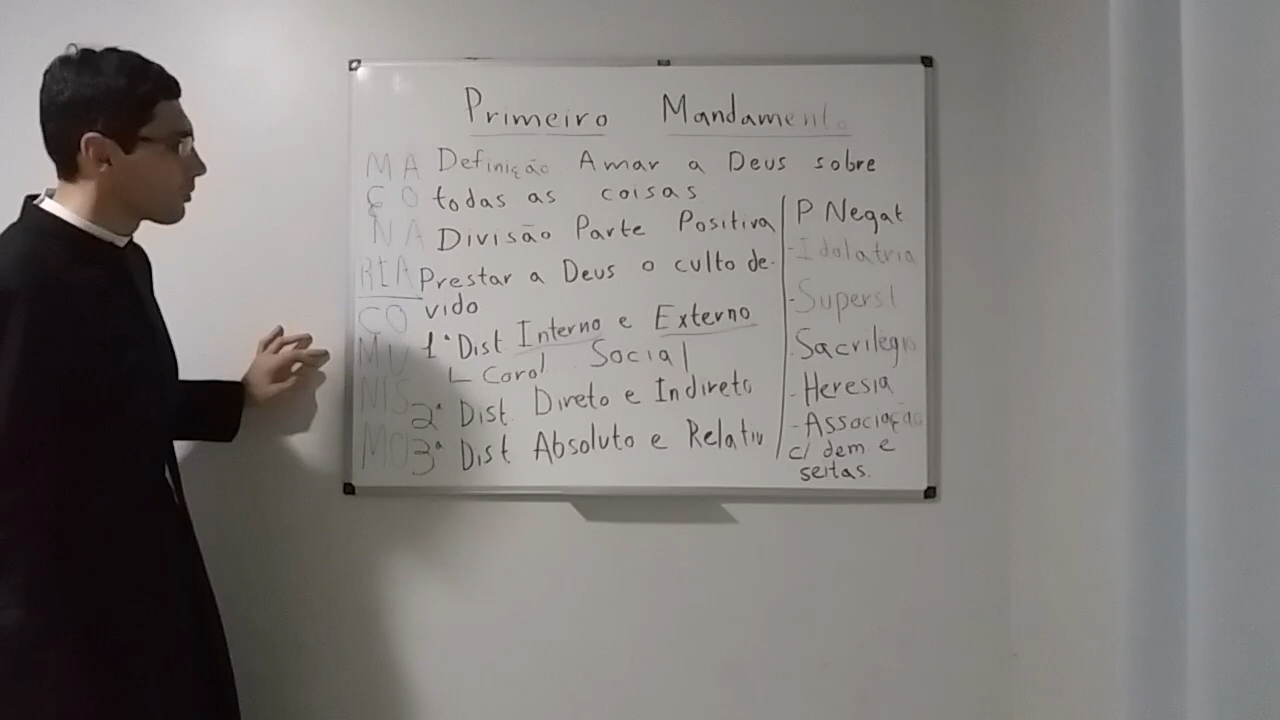 Primeiro Mandamento
Definição Amar a Deus sobre
todas as coisas
Divisão Parte Positiva
Prestar a Deus o culto de-
vido
1ª Dist Interno e Externo
Corol. Social
2ª Dist. Direto e Indireto
3ª Dist Absoluto e Relativ
P Negat
- Idolatria
- Superst
- Sacrilégio
- Heresia
- Associação
c/ dem e
seitas.
MA
ÇO
NA
RIA
CO
MU
NIS
MO